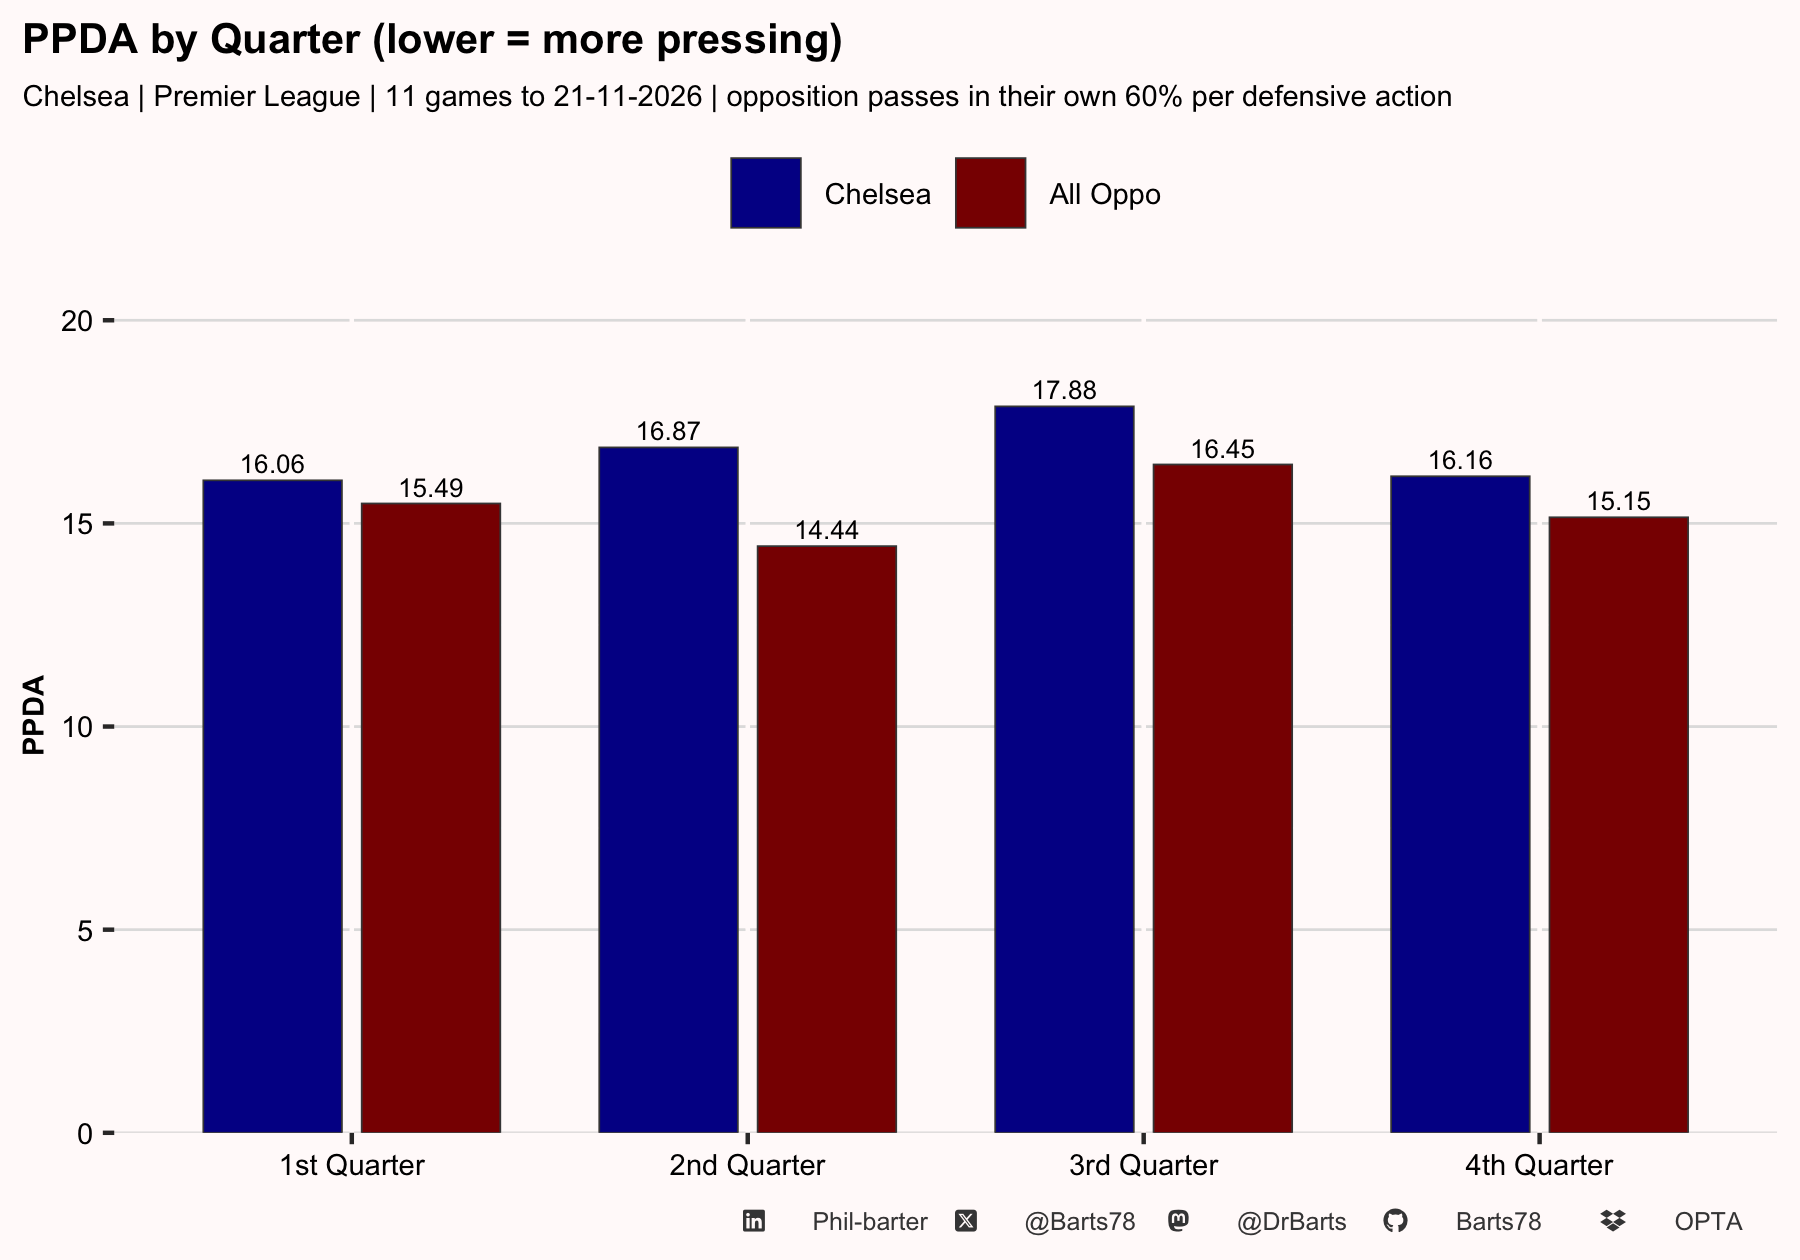 PPDA by Quarter (lower = more pressing)
Chelsea | Premier League | 11 games to 21-11-2026 | opposition passes in their own 60% per defensive action
Chelsea All Oppo
20
17.88
16.87
16.45
16.06
16.16
15.49
15.15
15
14.44
10
PPDA
5
0
1st Quarter 2nd Quarter 3rd Quarter 4th Quarter
Phil-barter @Barts78 @DrBarts Barts78 OPTA